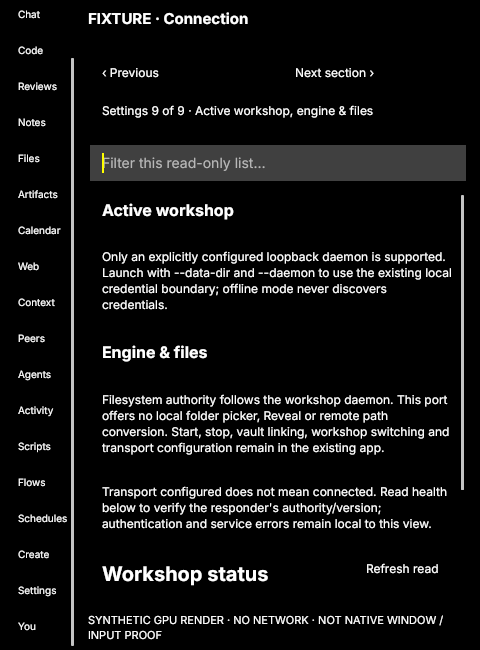 Chat
Code
Reviews
Notes
Files
Artifacts
Calendar
Web
Context
Peers
Agents
Activity
Scripts
Flows
Schedules
Create
Settings
You
FIXTURE · Connection
‹ Previous
Next section ›
Settings 9 of 9 · Active workshop, engine & files
Filter this read-only list...
Active workshop
Only an explicitly configured loopback daemon is supported.
Launch with --data-dir and --daemon to use the existing local
credential boundary; offline mode never discovers
credentials.
Engine & files
Filesystem authority follows the workshop daemon. This port
offers no local folder picker, Reveal or remote path
conversion. Start, stop, vault linking, workshop switching and
transport configuration remain in the existing app.
Transport configured does not mean connected. Read health
below to verify the responder's authority/version;
authentication and service errors remain local to this view.
Workshop status
Refresh read
SYNTHETIC GPU RENDER · NO NETWORK · NOT NATIVE WINDOW /
INPUT PROOF